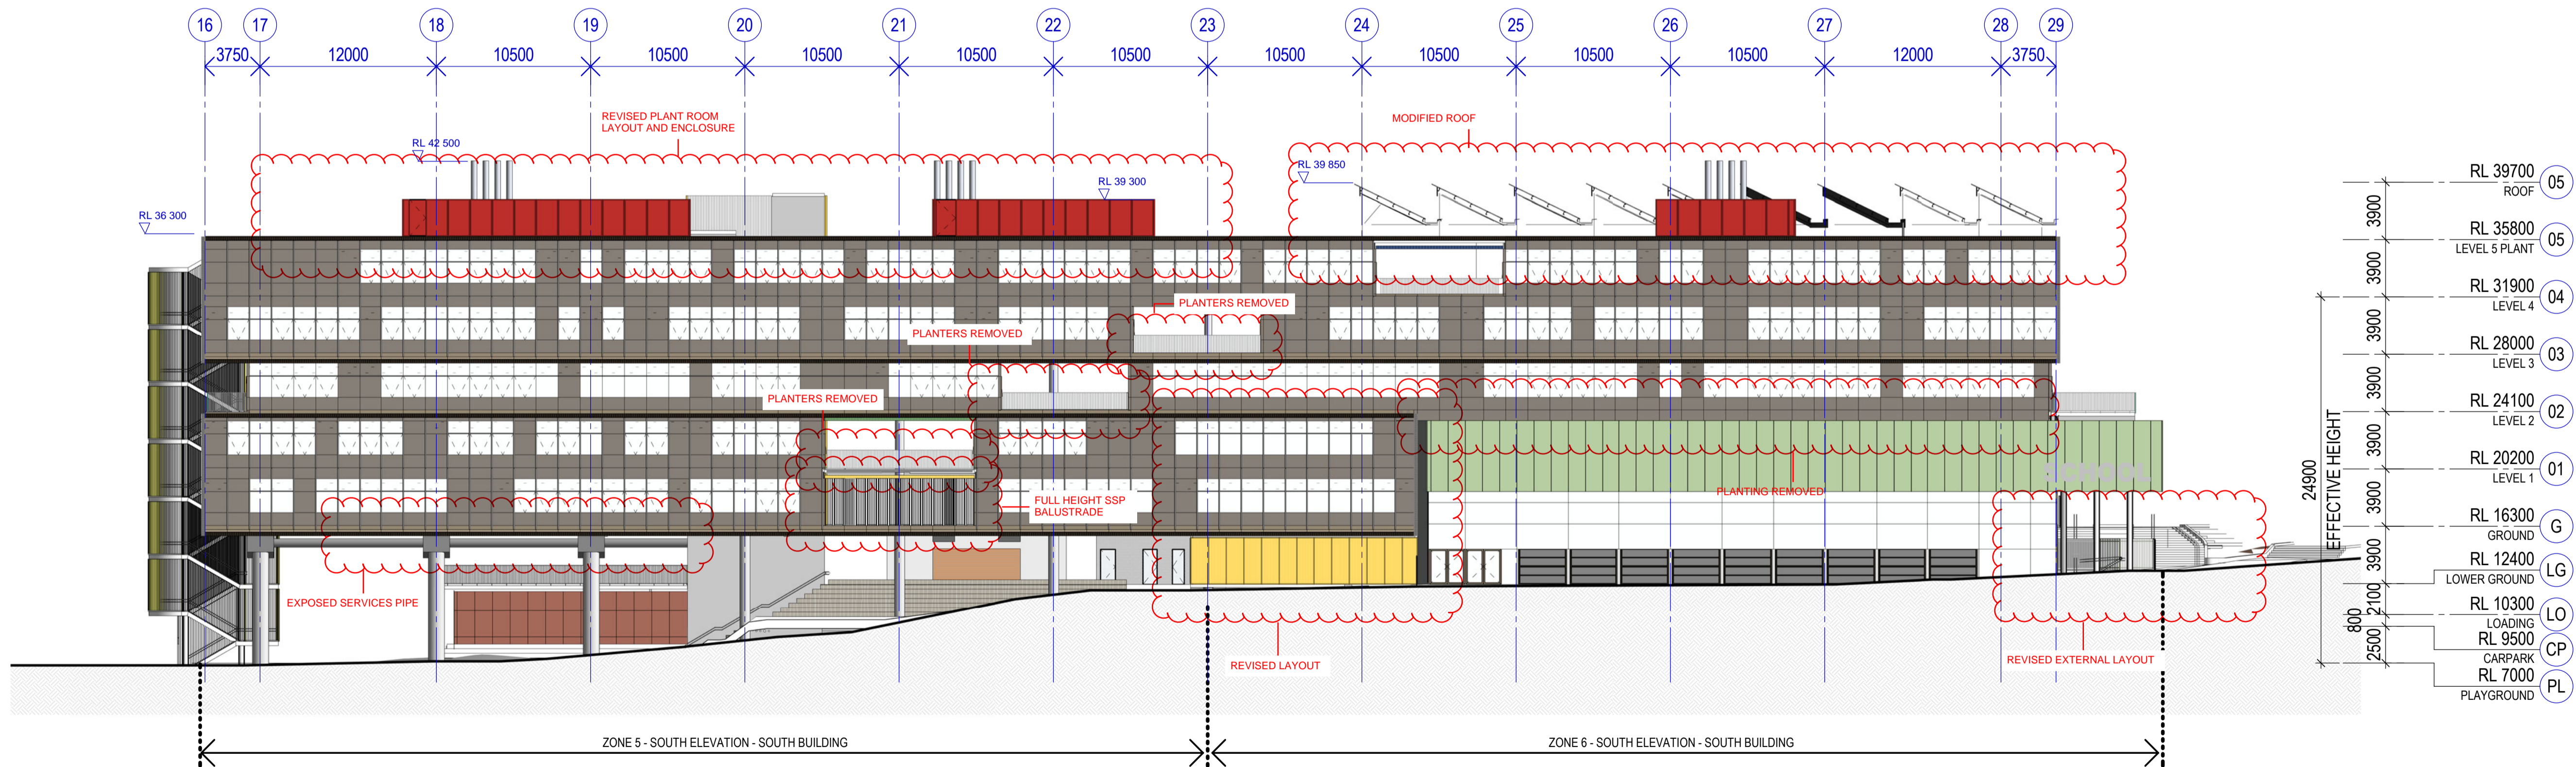 16 17 18 19 20 21 22 23 24 25 26 27 28 29
3750 12000 10500 10500 10500 10500 10500 10500 10500 10500 10500 12000 3750
REVISED PLANT ROOM
LAYOUT AND ENCLOSURE
MODIFIED ROOF
RL 42 500
RL 39 850
RL 39 300
RL 36 300
PLANTERS REMOVED
PLANTERS REMOVED
PLANTERS REMOVED
FULL HEIGHT SSP
BALUSTRADE
PLANTING REMOVED
SCHOOL
EXPOSED SERVICES PIPE
REVISED LAYOUT
REVISED EXTERNAL LAYOUT
ZONE 5 - SOUTH ELEVATION - SOUTH BUILDING
ZONE 6 - SOUTH ELEVATION - SOUTH BUILDING
24900
EFFECTIVE HEIGHT
3900
3900
3900
3900
3900
3900
3900
2100
800
2500
RL 39700 05
ROOF
RL 35800 05
LEVEL 5 PLANT
RL 31900 04
LEVEL 4
RL 28000 03
LEVEL 3
RL 24100 02
LEVEL 2
RL 20200 01
LEVEL 1
RL 16300 G
GROUND
RL 12400 LG
LOWER GROUND
RL 10300 LO
LOADING
RL 9500 CP
CARPARK
RL 7000 PL
PLAYGROUND